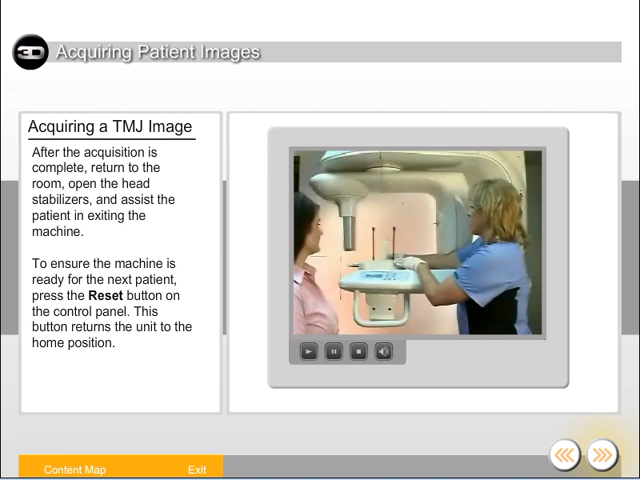 3D
Acquiring Patient Images
Acquiring a TMJ Image
After the acquisition is
complete, return to the
room, open the head
stabilizers, and assist the
patient in exiting the
machine.
To ensure the machine is
ready for the next patient,
press the Reset button on
the control panel. This
button returns the unit to the
home position.
Content Map
Exit